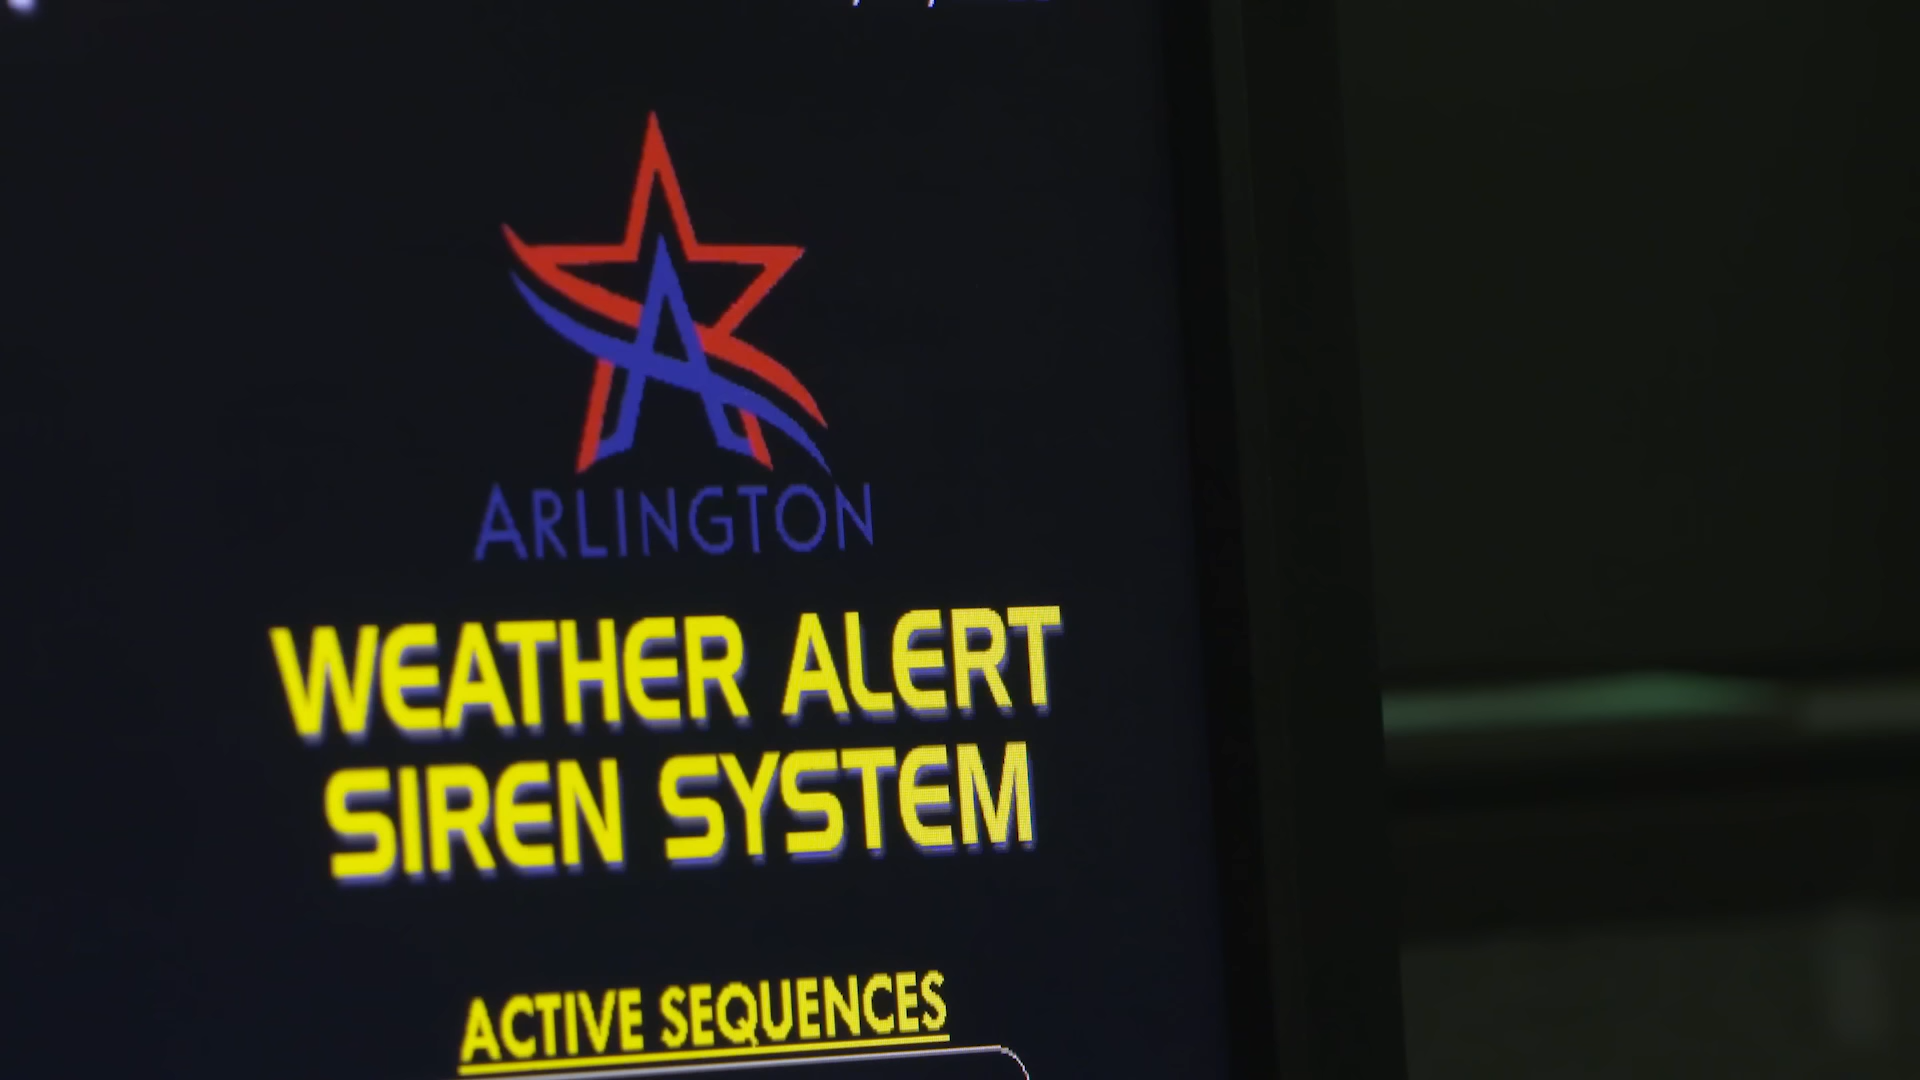 ARLINGTON
WEATHER ALERT
SIREN SYSTEM
ACTIVE SEQUENCES